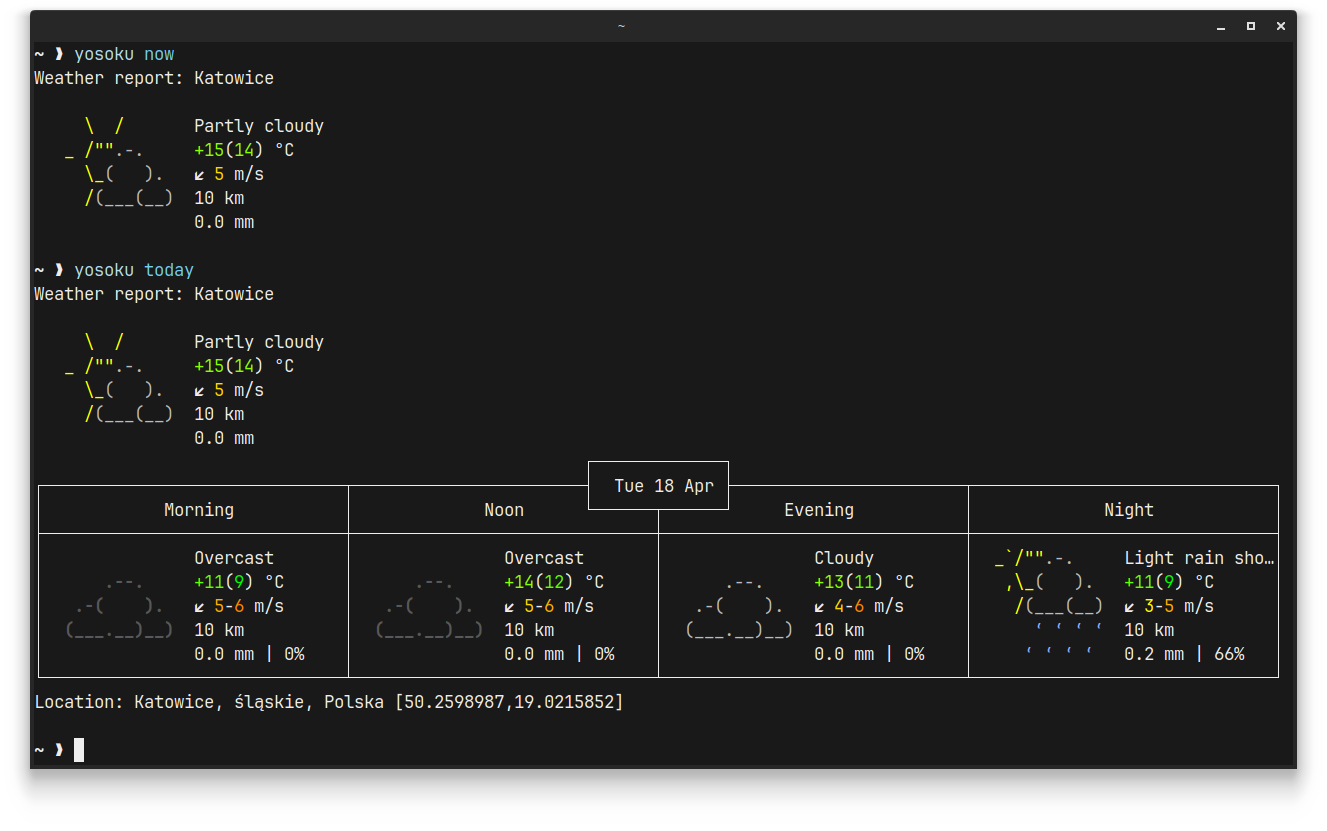 ~
~ ❱ yosoku now
Weather report: Katowice
    \  /       Partly cloudy
  _ /"".-.     +15(14) °C
    \_(   ).   ↙ 5 m/s
    /(___(__)  10 km
               0.0 mm
~ ❱ yosoku today
Weather report: Katowice
    \  /       Partly cloudy
  _ /"".-.     +15(14) °C
    \_(   ).   ↙ 5 m/s
    /(___(__)  10 km
               0.0 mm
Tue 18 Apr
Morning Noon Evening Night
Overcast Overcast Cloudy _`/"".-. Light rain sho…
.--. +11(9) °C .--. +14(12) °C .--. +13(11) °C ,\_(   ). +11(9) °C
.-(    ). ↙ 5-6 m/s .-(    ). ↙ 5-6 m/s .-(    ). ↙ 4-6 m/s /(___(__) ↙ 3-5 m/s
(___.__)__) 10 km (___.__)__) 10 km (___.__)__) 10 km ‘ ‘ ‘ ‘ 10 km
0.0 mm | 0% 0.0 mm | 0% 0.0 mm | 0% ‘ ‘ ‘ ‘ 0.2 mm | 66%
Location: Katowice, śląskie, Polska [50.2598987,19.0215852]
~ ❱